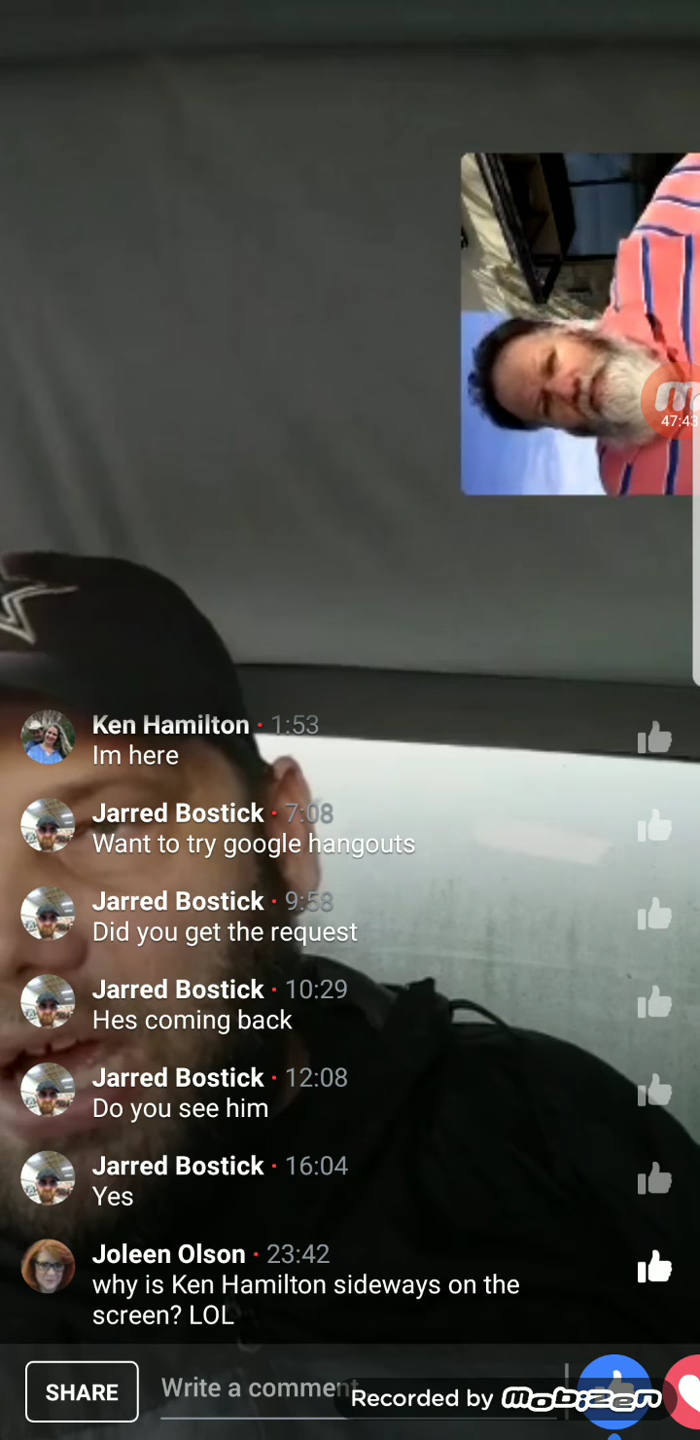 47:43
Ken Hamilton · 1:53
Im here
Jarred Bostick · 7:08
Want to try google hangouts
Jarred Bostick · 9:58
Did you get the request
Jarred Bostick · 10:29
Hes coming back
Jarred Bostick · 12:08
Do you see him
Jarred Bostick · 16:04
Yes
Joleen Olson · 23:42
why is Ken Hamilton sideways on the
screen? LOL
SHARE
Write a comment
Recorded by mobizen